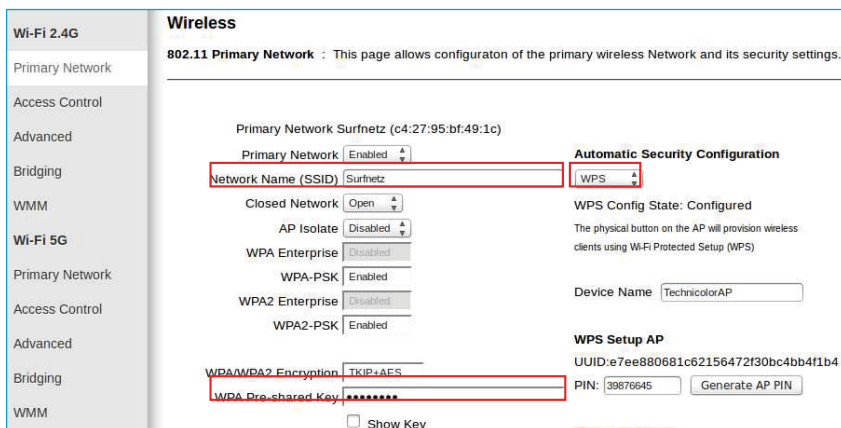 Wi-Fi 2.4G
Primary Network
Access Control
Advanced
Bridging
WMM
Wi-Fi 5G
Primary Network
Access Control
Advanced
Bridging
WMM
Wireless
802.11 Primary Network : This page allows configuraton of the primary wireless Network and its security settings.
Primary Network Surfnetz (c4:27:95:bf:49:1c)
Primary Network Enabled
Network Name (SSID) Surfnetz
Closed Network Open
AP Isolate Disabled
WPA Enterprise Disabled
WPA-PSK Enabled
WPA2 Enterprise Disabled
WPA2-PSK Enabled
WPA/WPA2 Encryption TKIP+AES
WPA Pre-shared Key ••••••••
Show Key
Automatic Security Configuration
WPS
WPS Config State: Configured
The physical button on the AP will provision wireless
clients using Wi-Fi Protected Setup (WPS)
Device Name TechnicolorAP
WPS Setup AP
UUID:e7ee880681c62156472f30bc4bb4f1b4
PIN: 39876645 Generate AP PIN